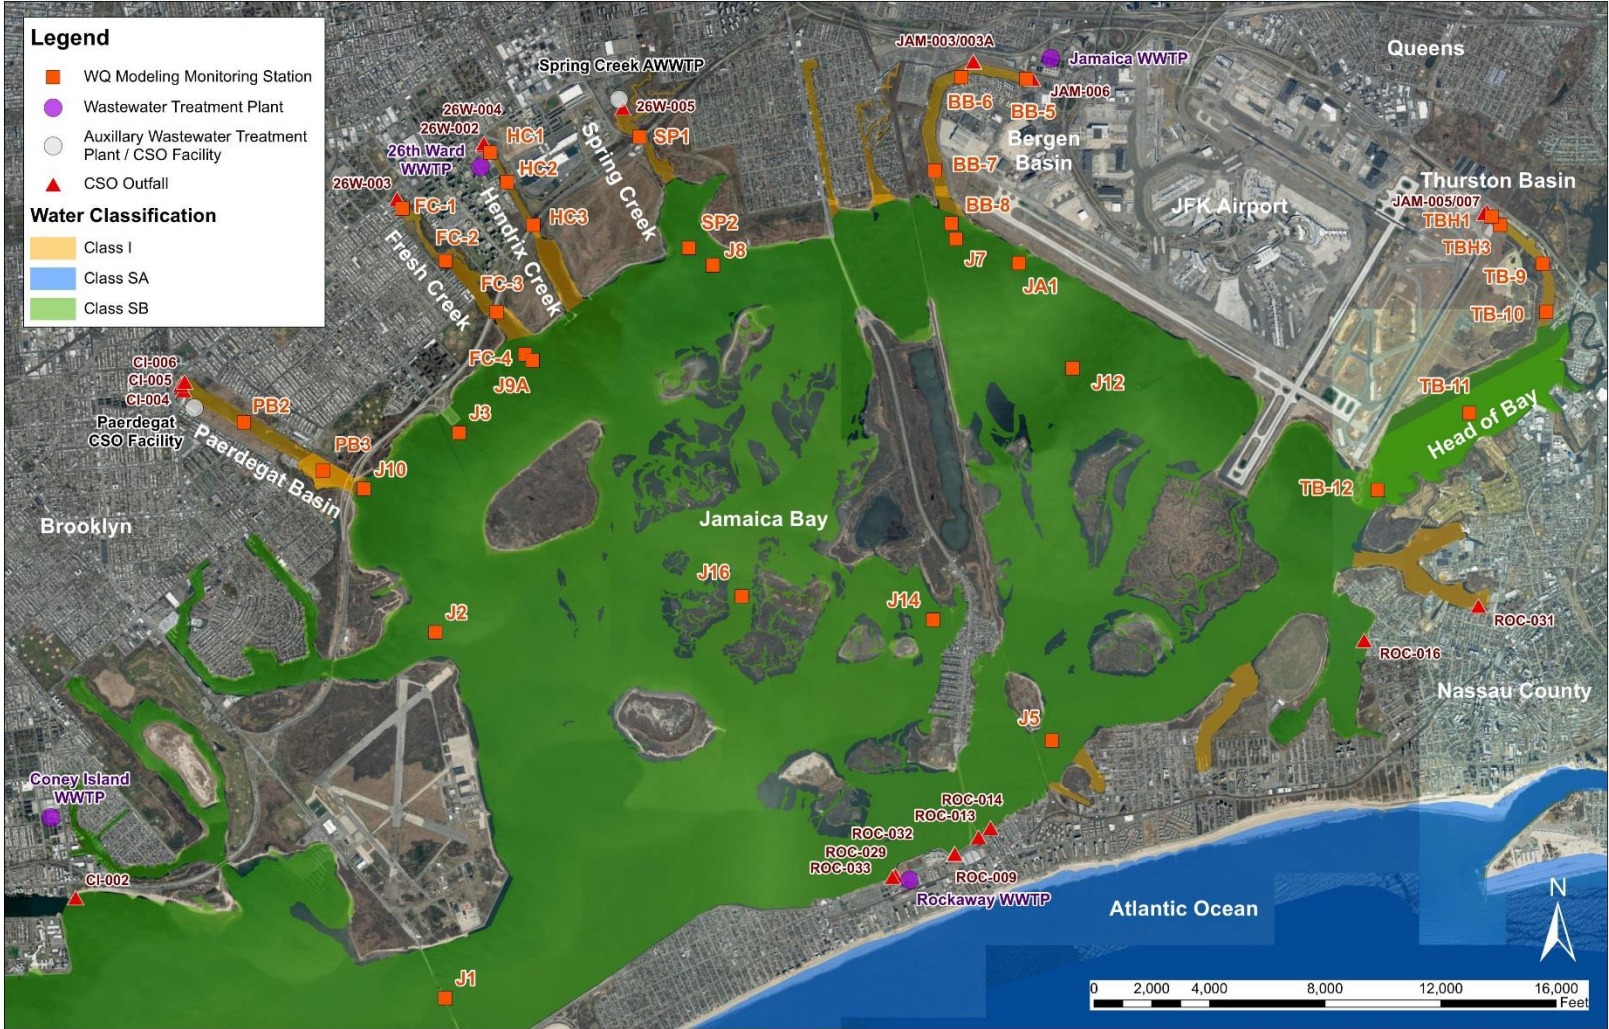 Legend
WQ Modeling Monitoring Station
Wastewater Treatment Plant
Auxillary Wastewater Treatment
Plant / CSO Facility
CSO Outfall
Water Classification
Class I
Class SA
Class SB
Queens
JAM-003/003A
Jamaica WWTP
Spring Creek AWWTP
JAM-006
BB-6
BB-5
26W-005
26W-004
26W-002
HC1
SP1
Bergen
Basin
26th Ward
WWTP
HC2
Spring Creek
BB-7
26W-003
Thurston Basin
JAM-005/007
FC-1
Hendrix Creek
HC3
BB-8
JFK Airport
TBH1
FC-2
SP2
TBH3
Fresh Creek
J8
J7
TB-9
FC-3
JA1
TB-10
FC-4
J9A
J12
CI-006
CI-005
CI-004
TB-11
PB2
J3
Paerdegat
CSO Facility
Paerdegat Basin
Head of Bay
PB3
J10
TB-12
Brooklyn
Jamaica Bay
J16
J14
J2
ROC-031
ROC-016
Nassau County
J5
Coney Island
WWTP
ROC-014
ROC-013
ROC-032
ROC-029
ROC-033
ROC-009
CI-002
Rockaway WWTP
Atlantic Ocean
N
J1
0 2,000 4,000 8,000 12,000 16,000
Feet